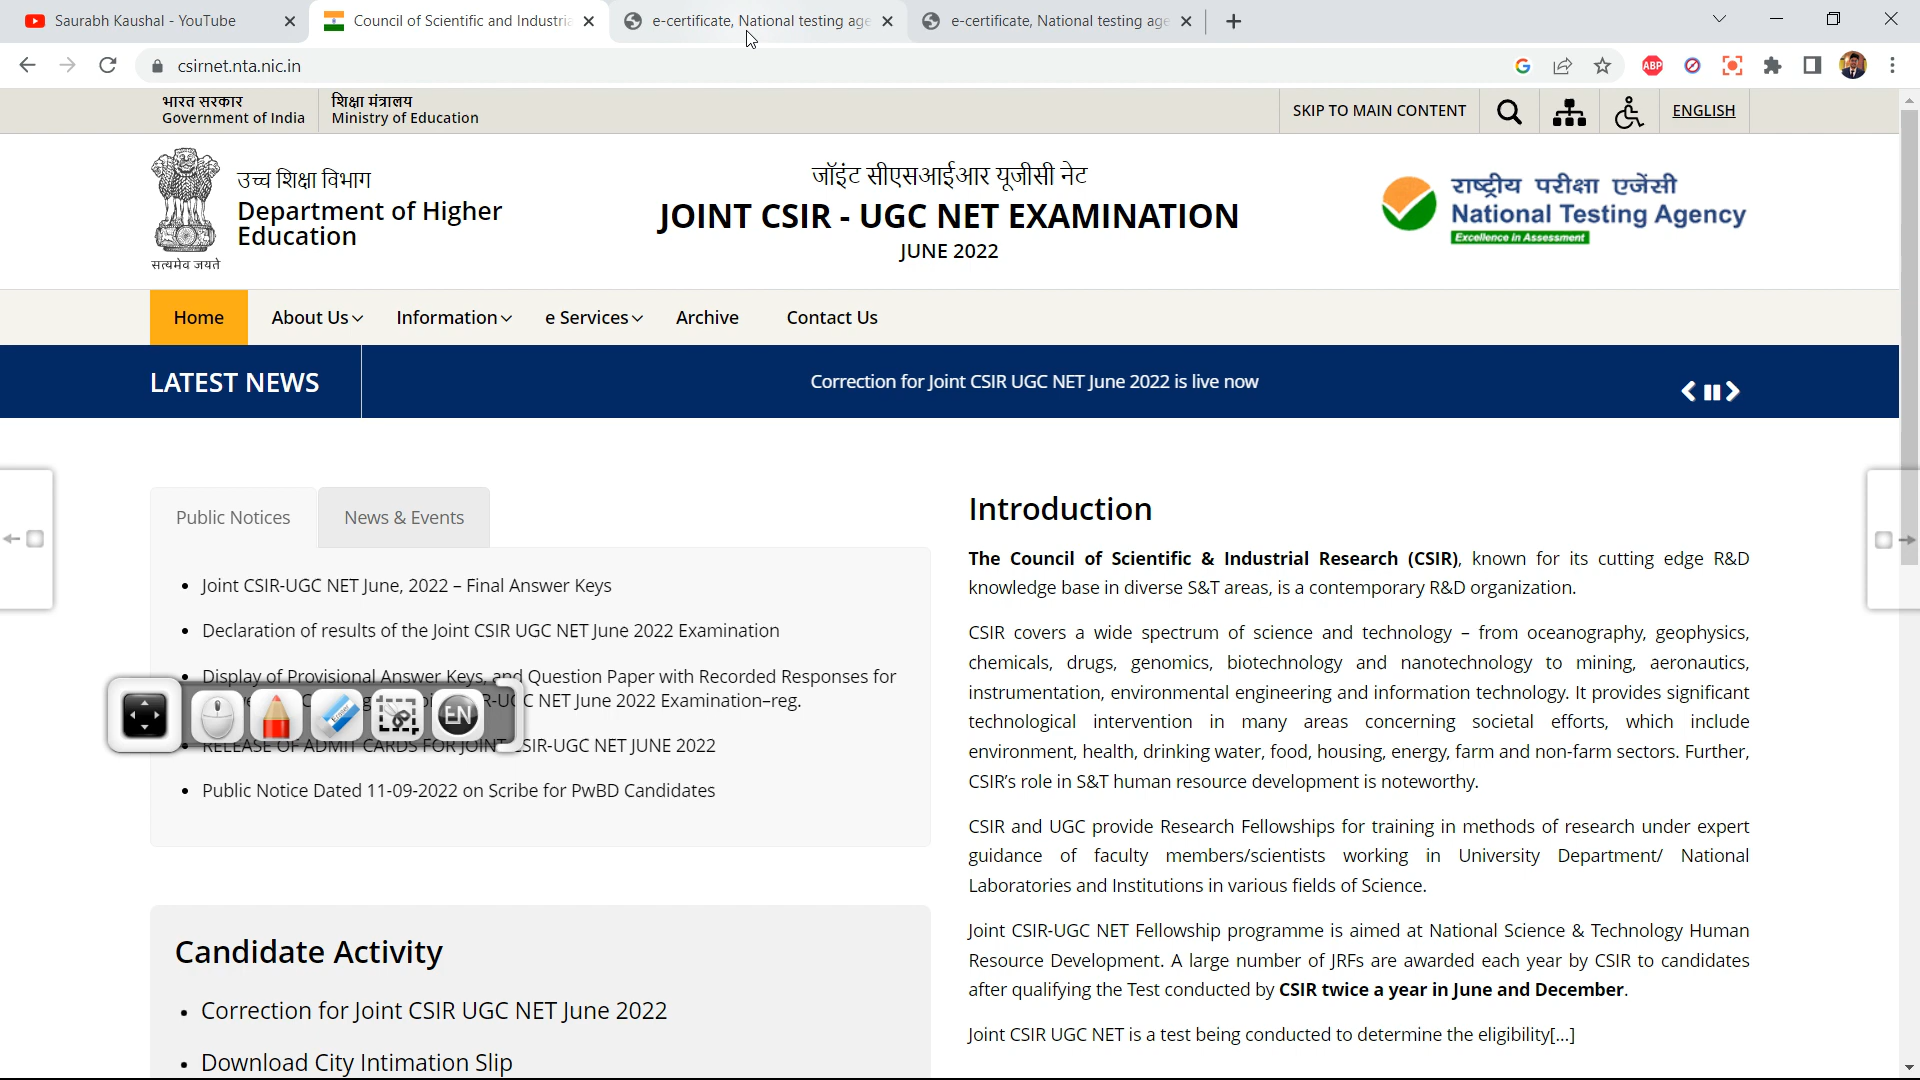 Saurabh Kaushal - YouTube
Council of Scientific and Industri
e-certificate, National testing age
e-certificate, National testing age
csirnet.nta.nic.in
ABP
भारत सरकार
Government of India
शिक्षा मंत्रालय
Ministry of Education
SKIP TO MAIN CONTENT
ENGLISH
उच्च शिक्षा विभाग
Department of Higher
Education
सत्यमेव जयते
जॉइंट सीएसआईआर यूजीसी नेट
JOINT CSIR - UGC NET EXAMINATION
JUNE 2022
राष्ट्रीय परीक्षा एजेंसी
National Testing Agency
Excellence in Assessment
Home
About Us
Information
e Services
Archive
Contact Us
LATEST NEWS
Correction for Joint CSIR UGC NET June 2022 is live now
Public Notices
News & Events
Joint CSIR-UGC NET June, 2022 – Final Answer Keys
Declaration of results of the Joint CSIR UGC NET June 2022 Examination
Display of Provisional Answer Keys, and Question Paper with Recorded Responses for
NET June 2022 Examination–reg.
EN
RELEASE OF ADMIT CARDS FOR JOINT CSIR-UGC NET JUNE 2022
Public Notice Dated 11-09-2022 on Scribe for PwBD Candidates
Candidate Activity
Correction for Joint CSIR UGC NET June 2022
Download City Intimation Slip
Introduction
The Council of Scientific & Industrial Research (CSIR), known for its cutting edge R&D
knowledge base in diverse S&T areas, is a contemporary R&D organization.
CSIR covers a wide spectrum of science and technology – from oceanography, geophysics,
chemicals, drugs, genomics, biotechnology and nanotechnology to mining, aeronautics,
instrumentation, environmental engineering and information technology. It provides significant
technological intervention in many areas concerning societal efforts, which include
environment, health, drinking water, food, housing, energy, farm and non-farm sectors. Further,
CSIR's role in S&T human resource development is noteworthy.
CSIR and UGC provide Research Fellowships for training in methods of research under expert
guidance of faculty members/scientists working in University Department/ National
Laboratories and Institutions in various fields of Science.
Joint CSIR-UGC NET Fellowship programme is aimed at National Science & Technology Human
Resource Development. A large number of JRFs are awarded each year by CSIR to candidates
after qualifying the Test conducted by CSIR twice a year in June and December.
Joint CSIR UGC NET is a test being conducted to determine the eligibility[...]